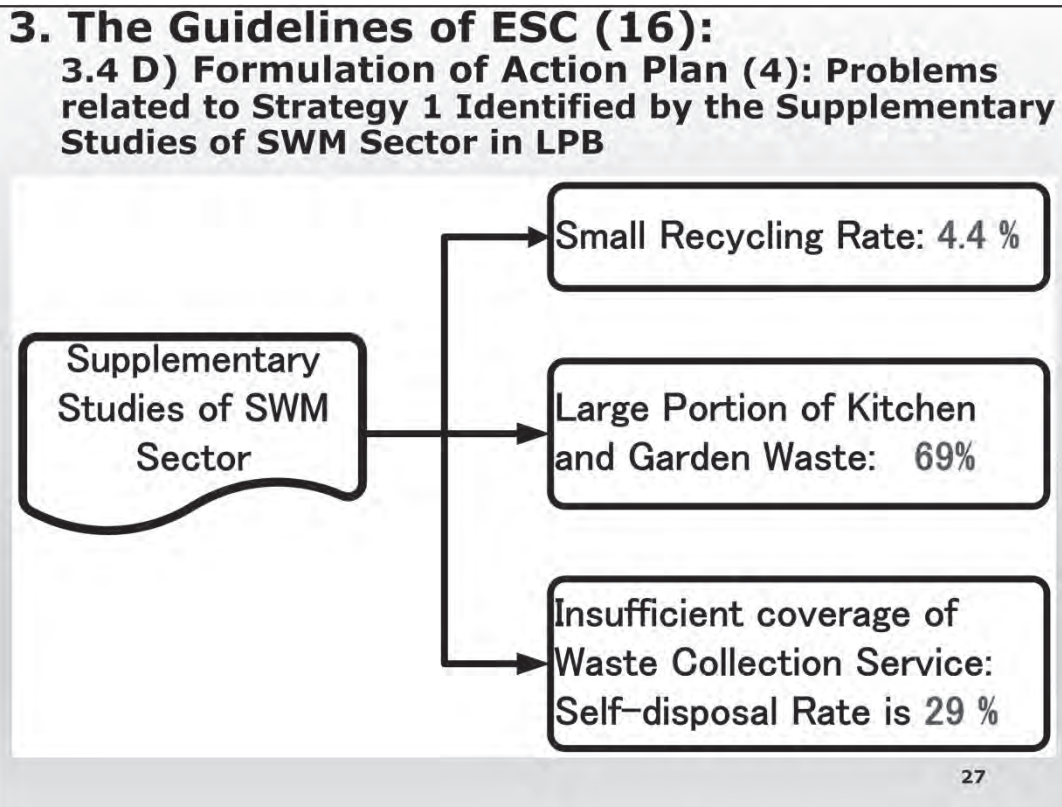 3. The Guidelines of ESC (16):
3.4 D) Formulation of Action Plan (4): Problems
related to Strategy 1 Identified by the Supplementary
Studies of SWM Sector in LPB
Supplementary
Studies of SWM
Sector
Small Recycling Rate: 4.4 %
Large Portion of Kitchen
and Garden Waste: 69%
Insufficient coverage of
Waste Collection Service:
Self-disposal Rate is 29 %
27